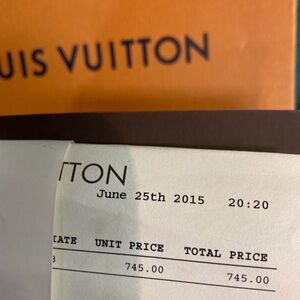 UIS VUITTON
TTON
June 25th 2015 20:20
IATE UNIT PRICE TOTAL PRICE
745.00 745.00